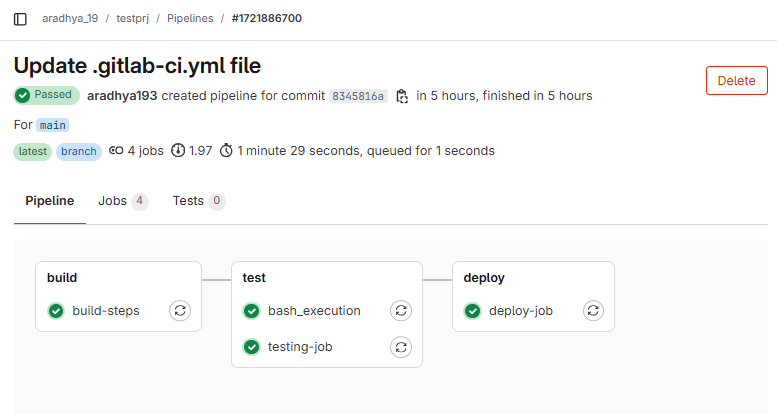 aradhya_19 / testprj / Pipelines / #1721886700
Update .gitlab-ci.yml file
Delete
Passed aradhya193 created pipeline for commit 8345816a in 5 hours, finished in 5 hours
For main
latest branch 4 jobs 1.97 1 minute 29 seconds, queued for 1 seconds
Pipeline Jobs 4 Tests 0
build test deploy
build-steps bash_execution deploy-job
testing-job